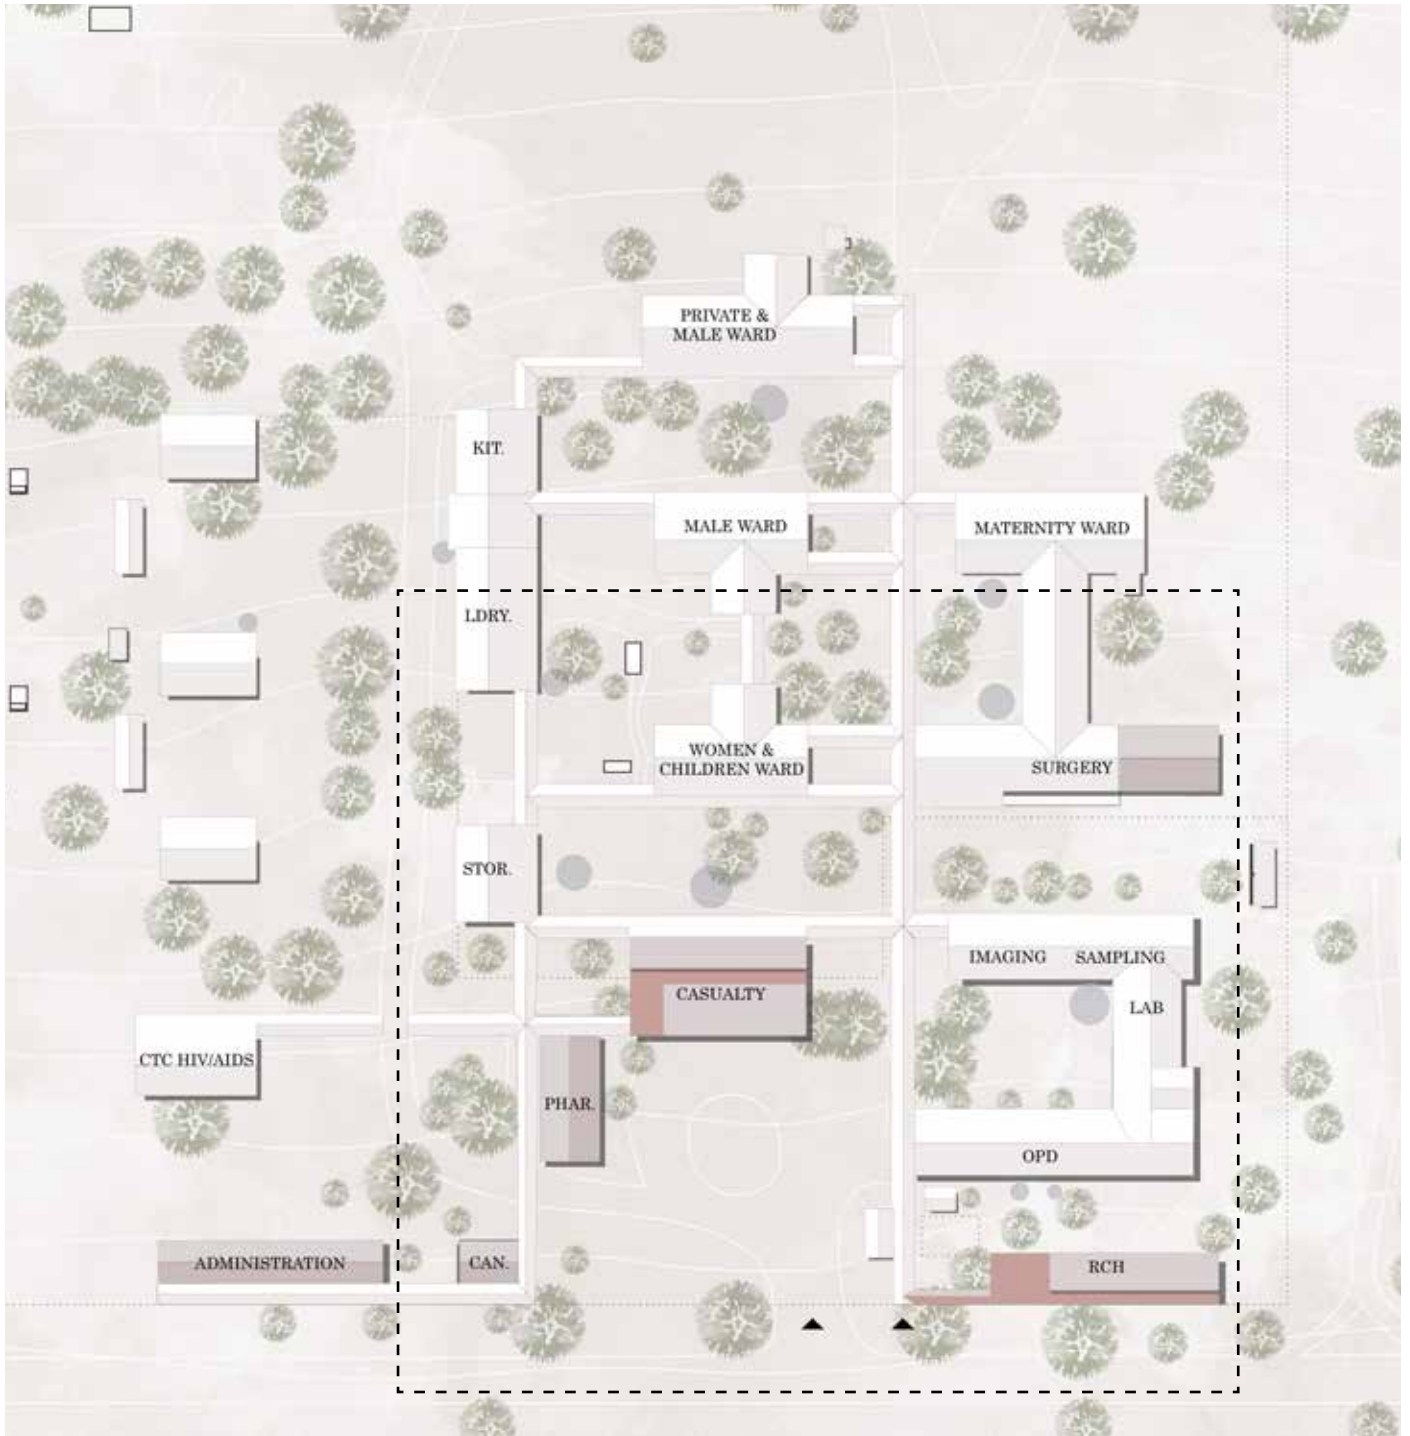 PRIVATE &
MALE WARD
KIT.
MALE WARD
MATERNITY WARD
LDRY.
WOMEN &
CHILDREN WARD
SURGERY
STOR.
IMAGING
SAMPLING
CASUALTY
LAB
CTC HIV/AIDS
PHAR.
OPD
ADMINISTRATION
CAN.
RCH